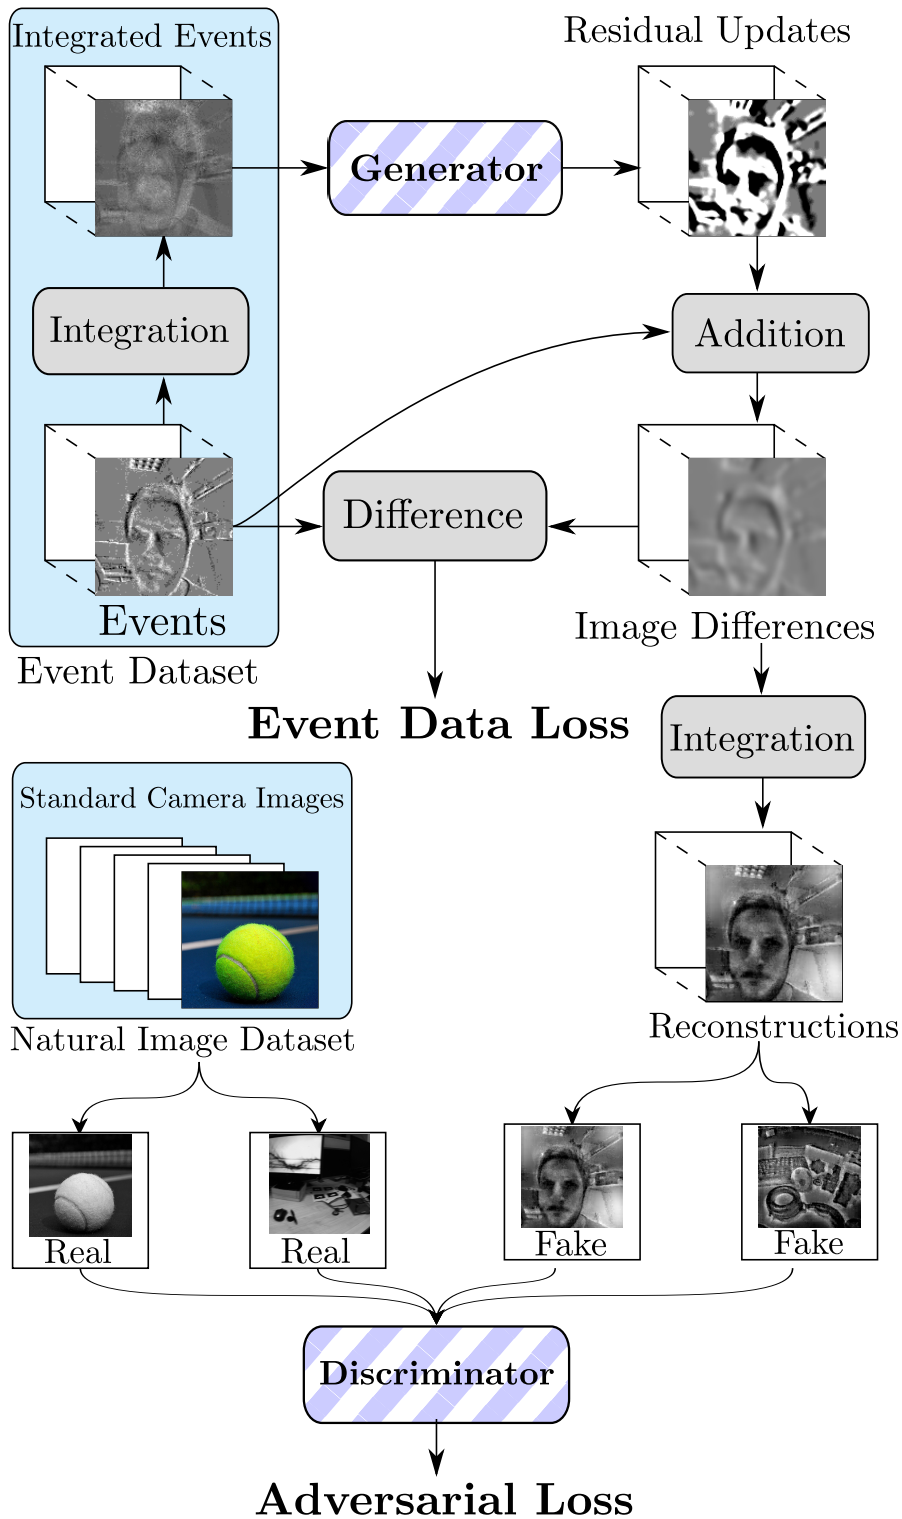 Integrated Events
Residual Updates
Generator
Integration
Addition
Difference
Events
Image Differences
Event Dataset
Event Data Loss
Integration
Standard Camera Images
Natural Image Dataset
Reconstructions
Real
Real
Fake
Fake
Discriminator
Adversarial Loss